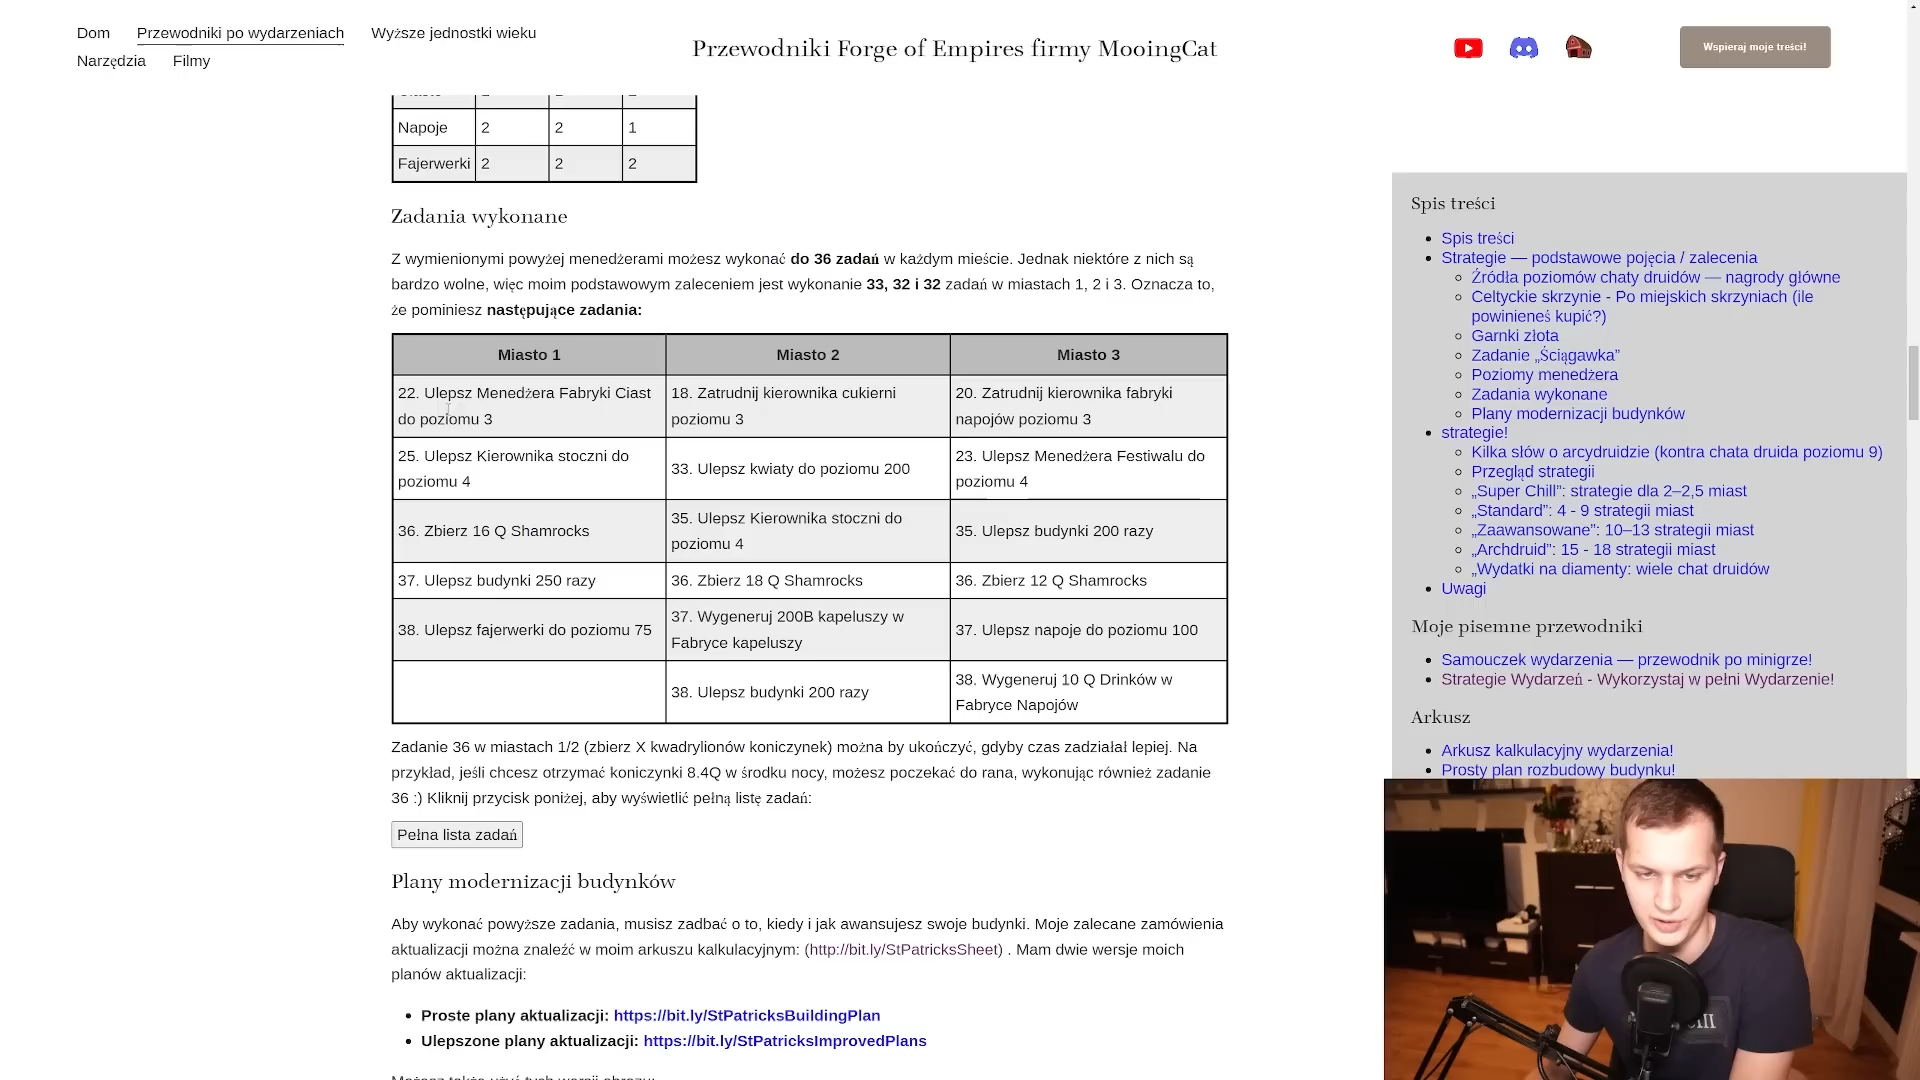 Dom Przewodniki po wydarzeniach Wyższe jednostki wieku
Narzędzia Filmy
Przewodniki Forge of Empires firmy MooingCat
Wspieraj moje treści!
Napoje 2 2 1
Fajerwerki 2 2 2
Zadania wykonane
Z wymienionymi powyżej menedżerami możesz wykonać do 36 zadań w każdym mieście. Jednak niektóre z nich są
bardzo wolne, więc moim podstawowym zaleceniem jest wykonanie 33, 32 i 32 zadań w miastach 1, 2 i 3. Oznacza to,
że pominiesz następujące zadania:
Miasto 1 Miasto 2 Miasto 3
22. Ulepsz Menedżera Fabryki Ciast
do poziomu 3
18. Zatrudnij kierownika cukierni
poziomu 3
20. Zatrudnij kierownika fabryki
napojów poziomu 3
25. Ulepsz Kierownika stoczni do
poziomu 4
33. Ulepsz kwiaty do poziomu 200
23. Ulepsz Menedżera Festiwalu do
poziomu 4
36. Zbierz 16 Q Shamrocks
35. Ulepsz Kierownika stoczni do
poziomu 4
35. Ulepsz budynki 200 razy
37. Ulepsz budynki 250 razy
36. Zbierz 18 Q Shamrocks
36. Zbierz 12 Q Shamrocks
38. Ulepsz fajerwerki do poziomu 75
37. Wygeneruj 200B kapeluszy w
Fabryce kapeluszy
37. Ulepsz napoje do poziomu 100
38. Ulepsz budynki 200 razy
38. Wygeneruj 10 Q Drinków w
Fabryce Napojów
Zadanie 36 w miastach 1/2 (zbierz X kwadrylionów koniczynek) można by ukończyć, gdyby czas zadziałał lepiej. Na
przykład, jeśli chcesz otrzymać koniczynki 8.4Q w środku nocy, możesz poczekać do rana, wykonując również zadanie
36 :) Kliknij przycisk poniżej, aby wyświetlić pełną listę zadań:
Pełna lista zadań
Plany modernizacji budynków
Aby wykonać powyższe zadania, musisz zadbać o to, kiedy i jak awansujesz swoje budynki. Moje zalecane zamówienia
aktualizacji można znaleźć w moim arkuszu kalkulacyjnym: (http://bit.ly/StPatricksSheet) . Mam dwie wersje moich
planów aktualizacji:
Proste plany aktualizacji: https://bit.ly/StPatricksBuildingPlan
Ulepszone plany aktualizacji: https://bit.ly/StPatricksImprovedPlans
Spis treści
Spis treści
Strategie — podstawowe pojęcia / zalecenia
Źródła poziomów chaty druidów — nagrody główne
Celtyckie skrzynie - Po miejskich skrzyniach (ile
powinieneś kupić?)
Garnki złota
Zadanie „Ściągawka”
Poziomy menedżera
Zadania wykonane
Plany modernizacji budynków
strategie!
Kilka słów o arcydruidzie (kontra chata druida poziomu 9)
Przegląd strategii
„Super Chill”: strategie dla 2–2,5 miast
„Standard”: 4 - 9 strategii miast
„Zaawansowane”: 10–13 strategii miast
„Archdruid”: 15 - 18 strategii miast
„Wydatki na diamenty: wiele chat druidów
Uwagi
Moje pisemne przewodniki
Samouczek wydarzenia — przewodnik po minigrze!
Strategie Wydarzeń - Wykorzystaj w pełni Wydarzenie!
Arkusz
Arkusz kalkulacyjny wydarzenia!
Prosty plan rozbudowy budynku!